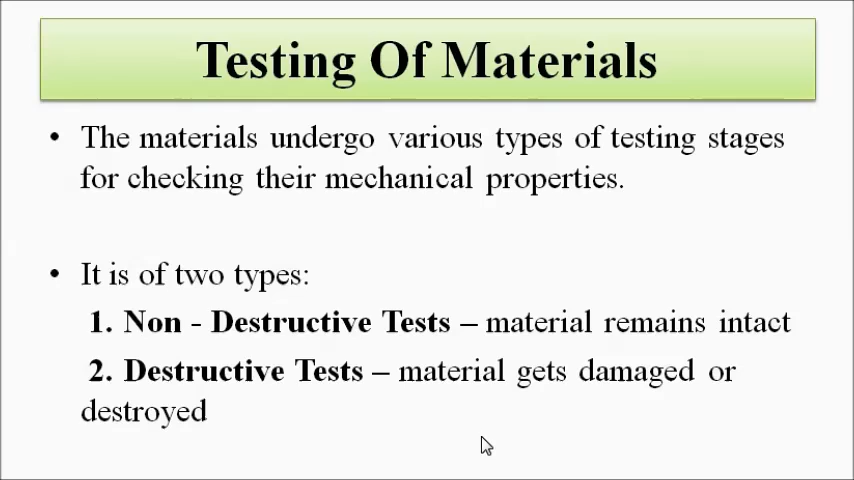 Testing Of Materials
• The materials undergo various types of testing stages
for checking their mechanical properties.
• It is of two types:
1. Non - Destructive Tests – material remains intact
2. Destructive Tests – material gets damaged or
destroyed